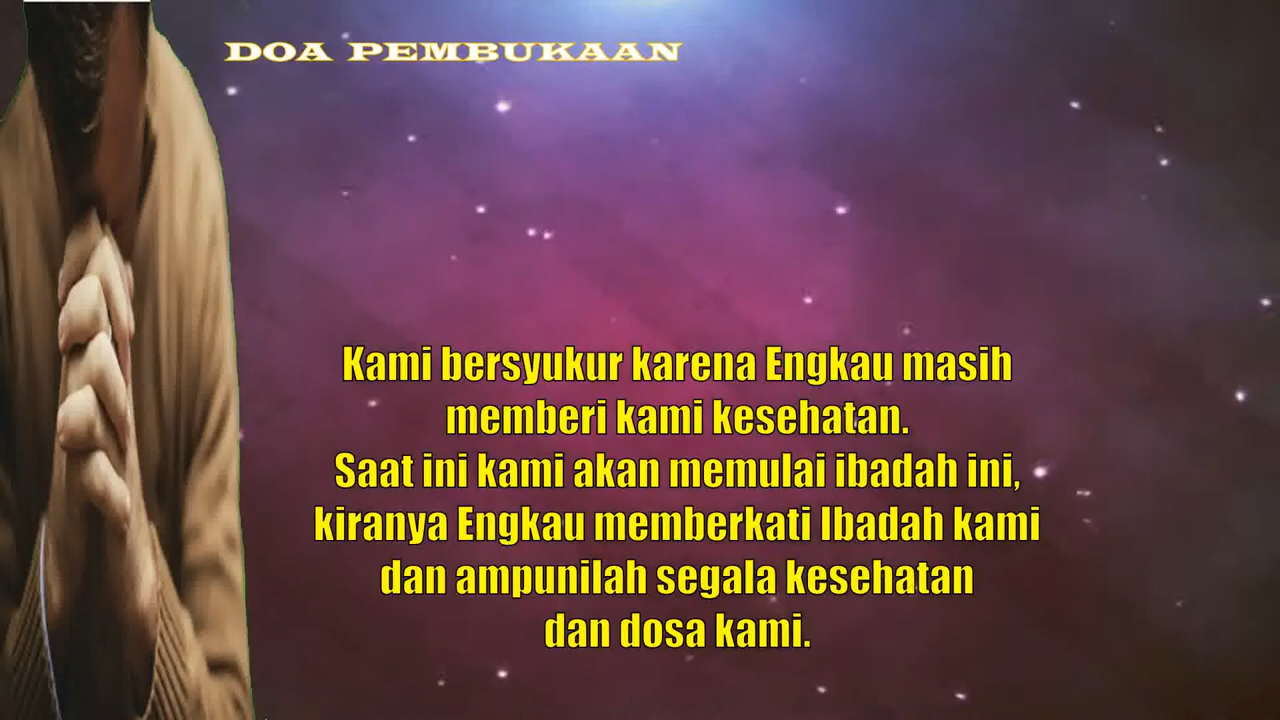 DOA PEMBUKAAN
Kami bersyukur karena Engkau masih
memberi kami kesehatan.
Saat ini kami akan memulai ibadah ini,
kiranya Engkau memberkati Ibadah kami
dan ampunilah segala kesehatan
dan dosa kami.